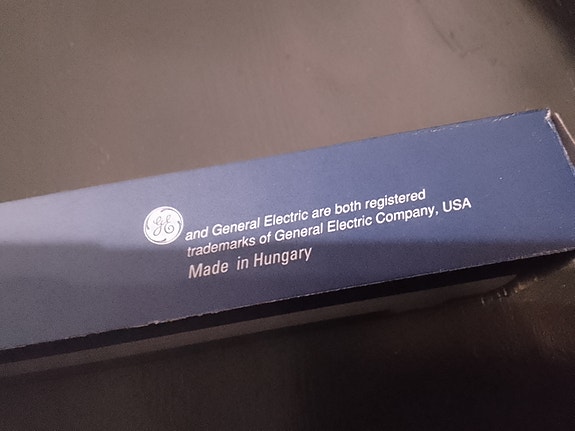 GE and General Electric are both registered
trademarks of General Electric Company, USA
Made in Hungary